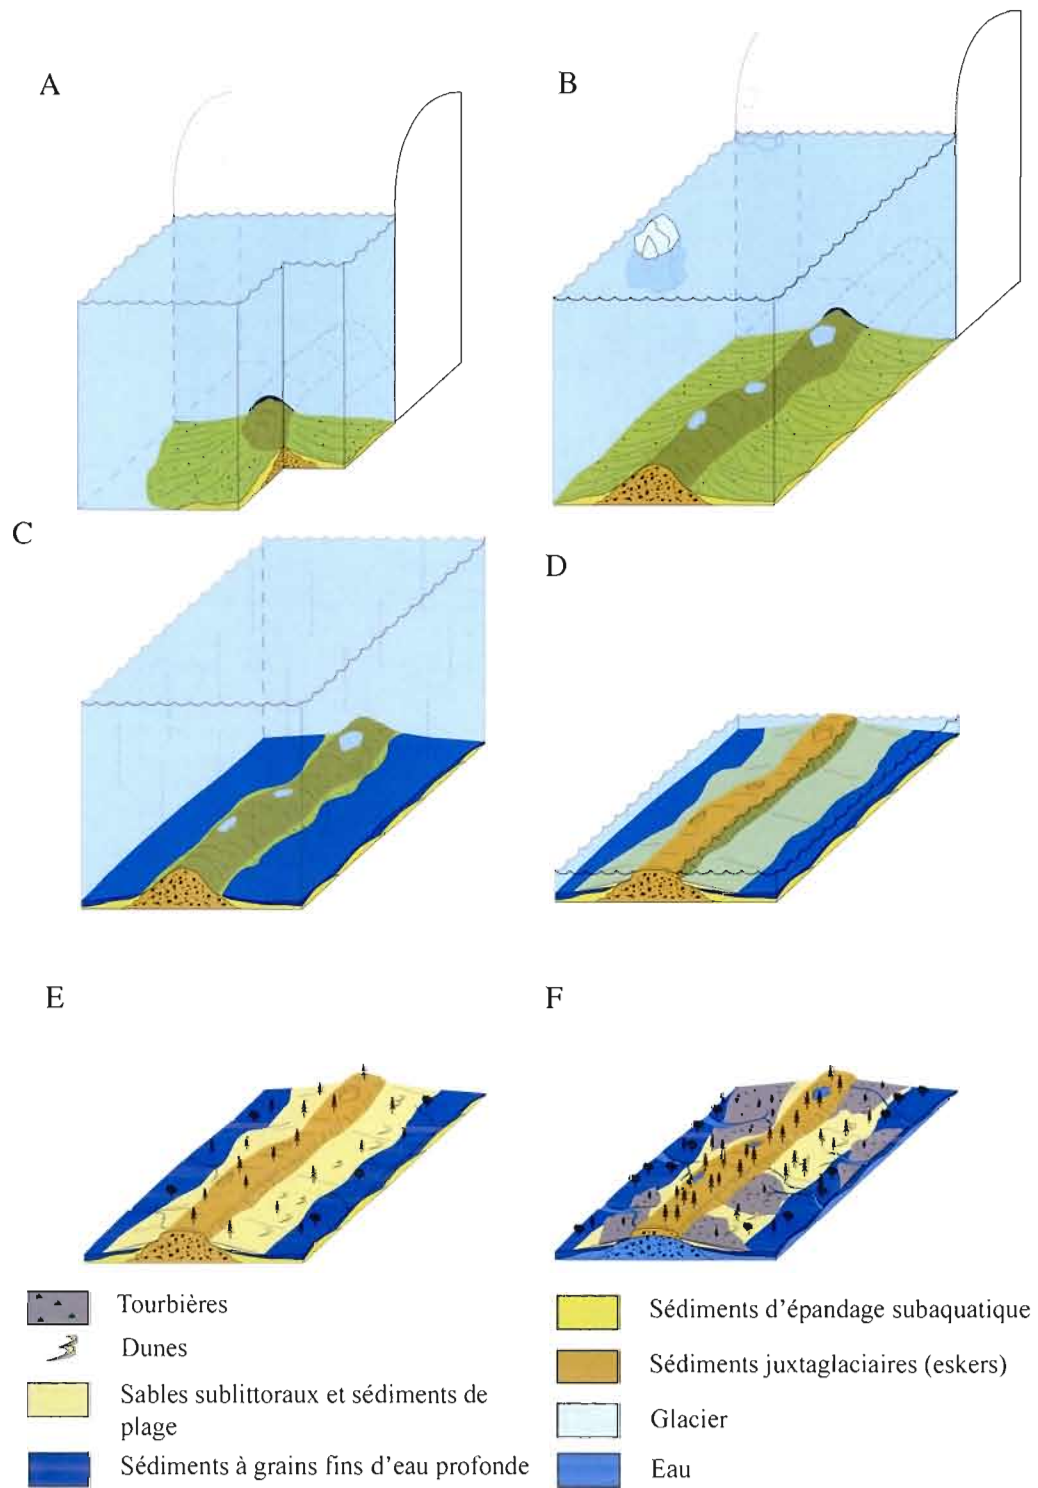 A
B
C
D
E
F
Tourbières
Dunes
Sables sublittoraux et sédiments de
plage
Sédiments à grains fins d'eau profonde
Sédiments d'épandage subaquatique
Sédiments juxtaglaciaires (eskers)
Glacier
Eau